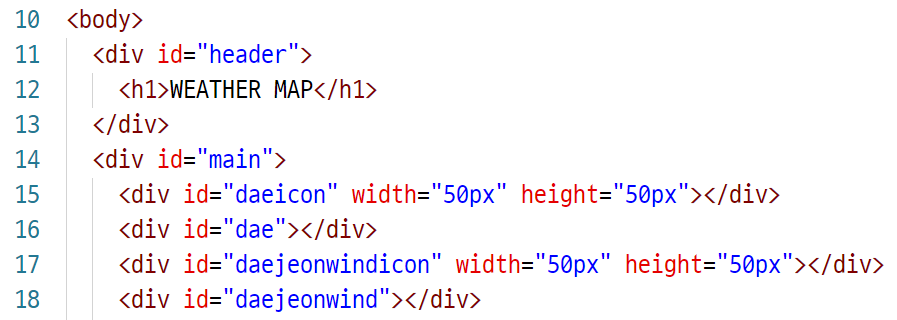 10 <body>
11 <div id="header">
12 <h1>WEATHER MAP</h1>
13 </div>
14 <div id="main">
15 <div id="daeicon" width="50px" height="50px"></div>
16 <div id="dae"></div>
17 <div id="daejeonwindicon" width="50px" height="50px"></div>
18 <div id="daejeonwind"></div>